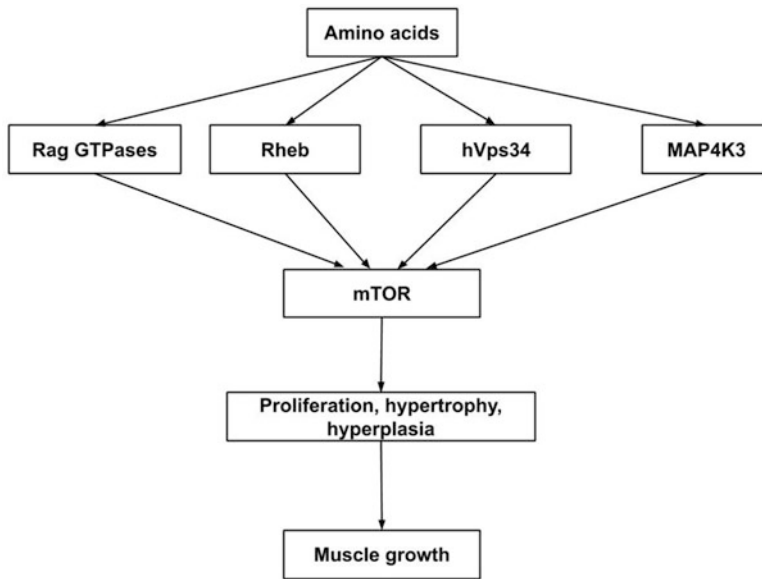 Amino acids
Rag GTPases
Rheb
hVps34
MAP4K3
mTOR
Proliferation, hypertrophy,
hyperplasia
Muscle growth